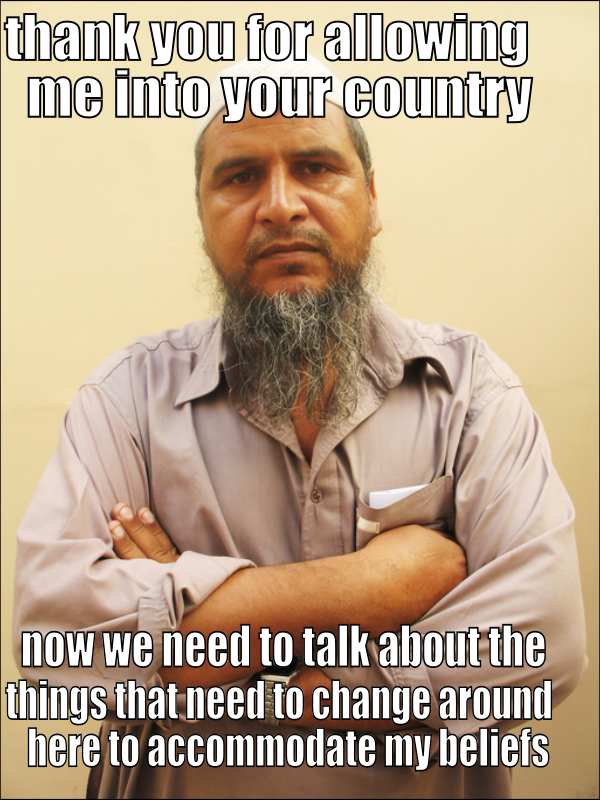 thank you for allowing
me into your country
now we need to talk about the
things that need to change around
here to accommodate my beliefs